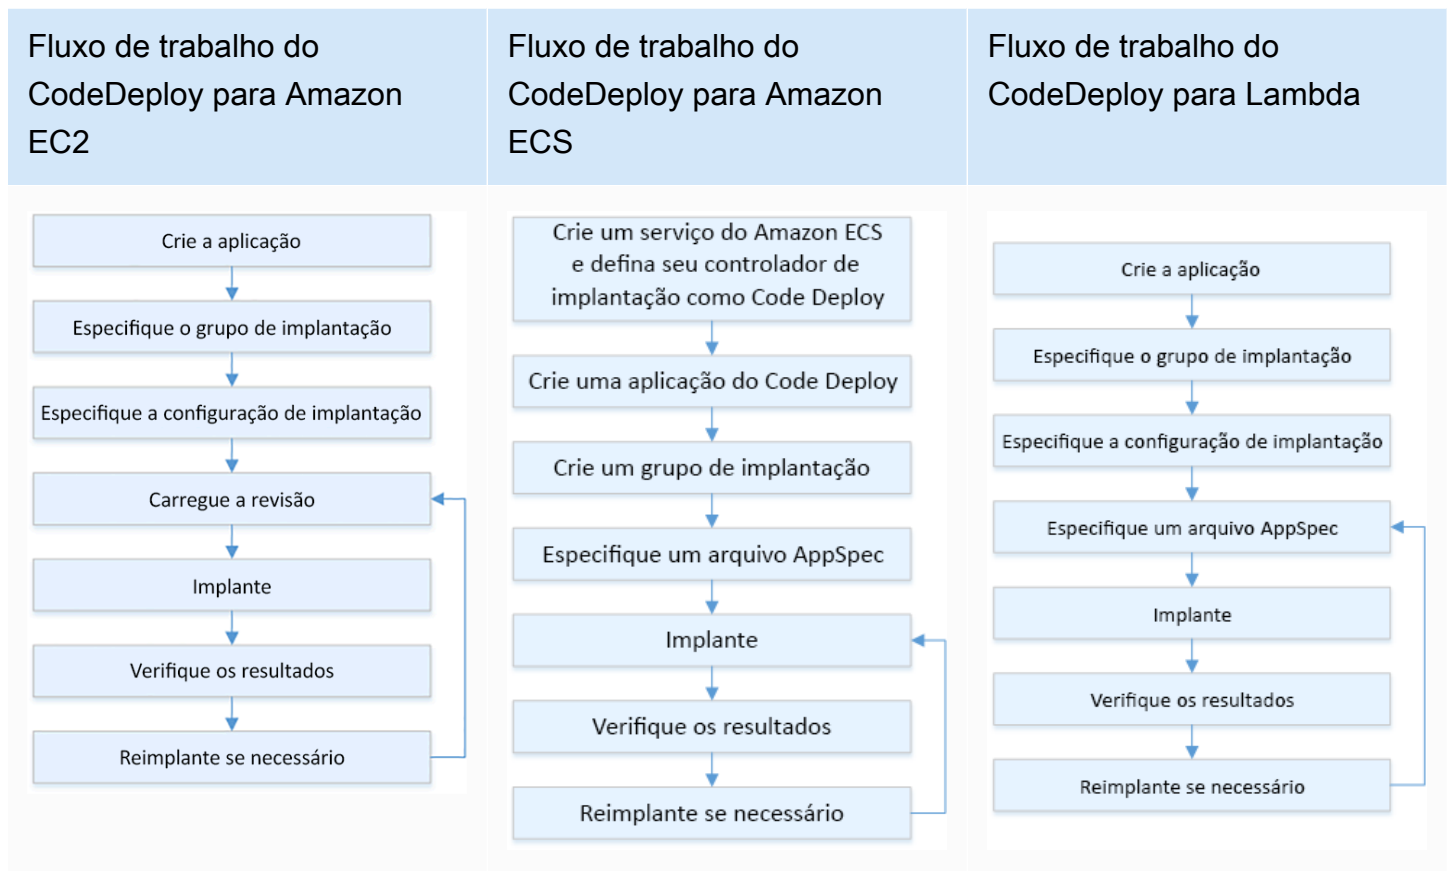 Fluxo de trabalho do
CodeDeploy para Amazon
EC2
Fluxo de trabalho do
CodeDeploy para Amazon
ECS
Fluxo de trabalho do
CodeDeploy para Lambda
Crie a aplicação
Especifique o grupo de implantação
Especifique a configuração de implantação
Carregue a revisão
Implante
Verifique os resultados
Reimplante se necessário
Crie um serviço do Amazon ECS
e defina seu controlador de
implantação como Code Deploy
Crie uma aplicação do Code Deploy
Crie um grupo de implantação
Especifique um arquivo AppSpec
Implante
Verifique os resultados
Reimplante se necessário
Crie a aplicação
Especifique o grupo de implantação
Especifique a configuração de implantação
Especifique um arquivo AppSpec
Implante
Verifique os resultados
Reimplante se necessário